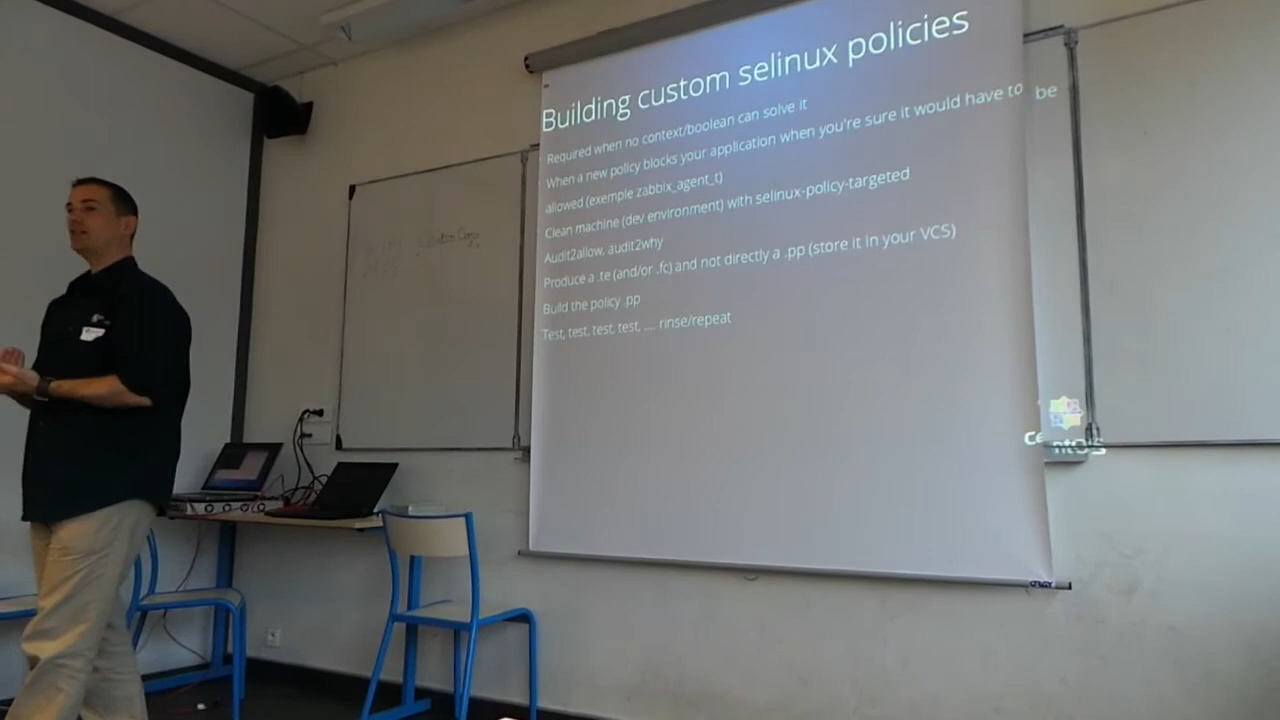 Building custom selinux policies
Required when no context/boolean can solve it
When a new policy blocks your application when you're sure it would have to be
allowed (exemple zabbix_agent_t)
Clean machine (dev environment) with selinux-policy-targeted
Audit2allow, audit2why
Produce a .te (and/or .fc) and not directly a .pp (store it in your VCS)
Build the policy .pp
Test, test, test, test, .... rinse/repeat
CentOS